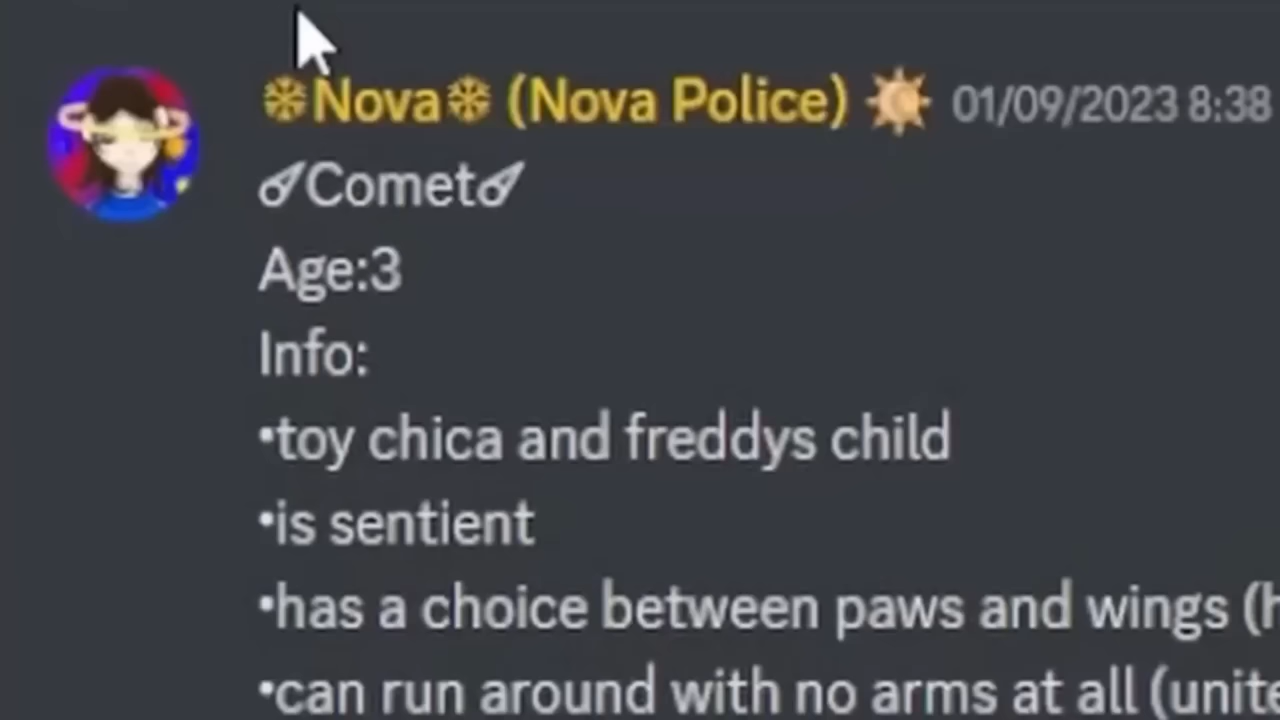 ❄Nova❄ (Nova Police) ☀ 01/09/2023 8:38
☄Comet☄
Age:3
Info:
•toy chica and freddys child
•is sentient
•has a choice between paws and wings (h
•can run around with no arms at all (unite